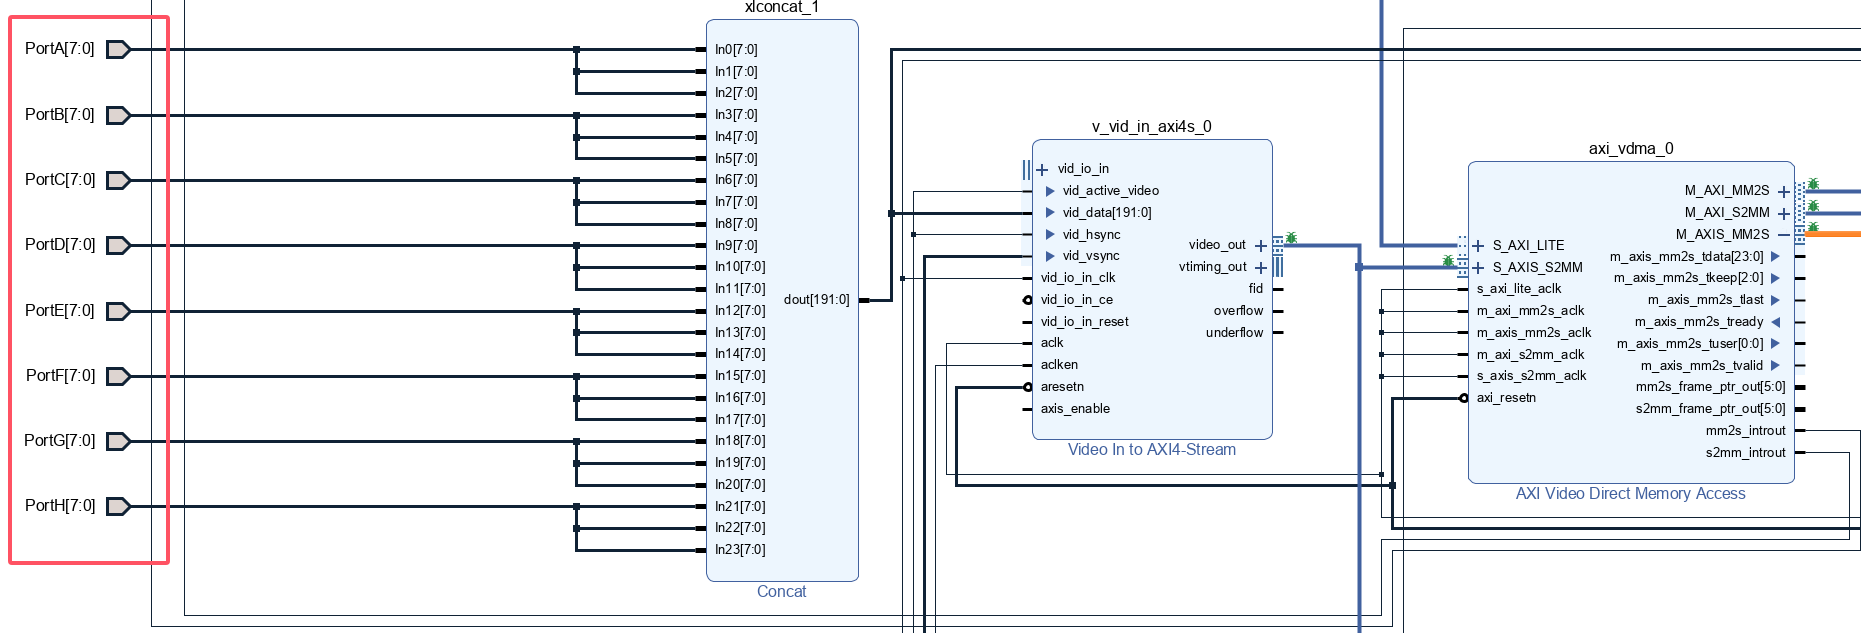 xlconcat_1
PortA[7:0]
PortB[7:0]
PortC[7:0]
PortD[7:0]
PortE[7:0]
PortF[7:0]
PortG[7:0]
PortH[7:0]
In0[7:0]
In1[7:0]
In2[7:0]
In3[7:0]
In4[7:0]
In5[7:0]
In6[7:0]
In7[7:0]
In8[7:0]
In9[7:0]
In10[7:0]
In11[7:0]
In12[7:0]
In13[7:0]
In14[7:0]
In15[7:0]
In16[7:0]
In17[7:0]
In18[7:0]
In19[7:0]
In20[7:0]
In21[7:0]
In22[7:0]
In23[7:0]
dout[191:0]
Concat
v_vid_in_axi4s_0
vid_io_in
vid_active_video
vid_data[191:0]
vid_hsync
vid_vsync
vid_io_in_clk
vid_io_in_ce
vid_io_in_reset
aclk
aclken
aresetn
axis_enable
video_out
vtiming_out
fid
overflow
underflow
Video In to AXI4-Stream
axi_vdma_0
S_AXI_LITE
S_AXIS_S2MM
s_axi_lite_aclk
m_axi_mm2s_aclk
m_axis_mm2s_aclk
m_axi_s2mm_aclk
s_axis_s2mm_aclk
axi_resetn
M_AXI_MM2S
M_AXI_S2MM
M_AXIS_MM2S
m_axis_mm2s_tdata[23:0]
m_axis_mm2s_tkeep[2:0]
m_axis_mm2s_tlast
m_axis_mm2s_tready
m_axis_mm2s_tuser[0:0]
m_axis_mm2s_tvalid
mm2s_frame_ptr_out[5:0]
s2mm_frame_ptr_out[5:0]
mm2s_introut
s2mm_introut
AXI Video Direct Memory Access